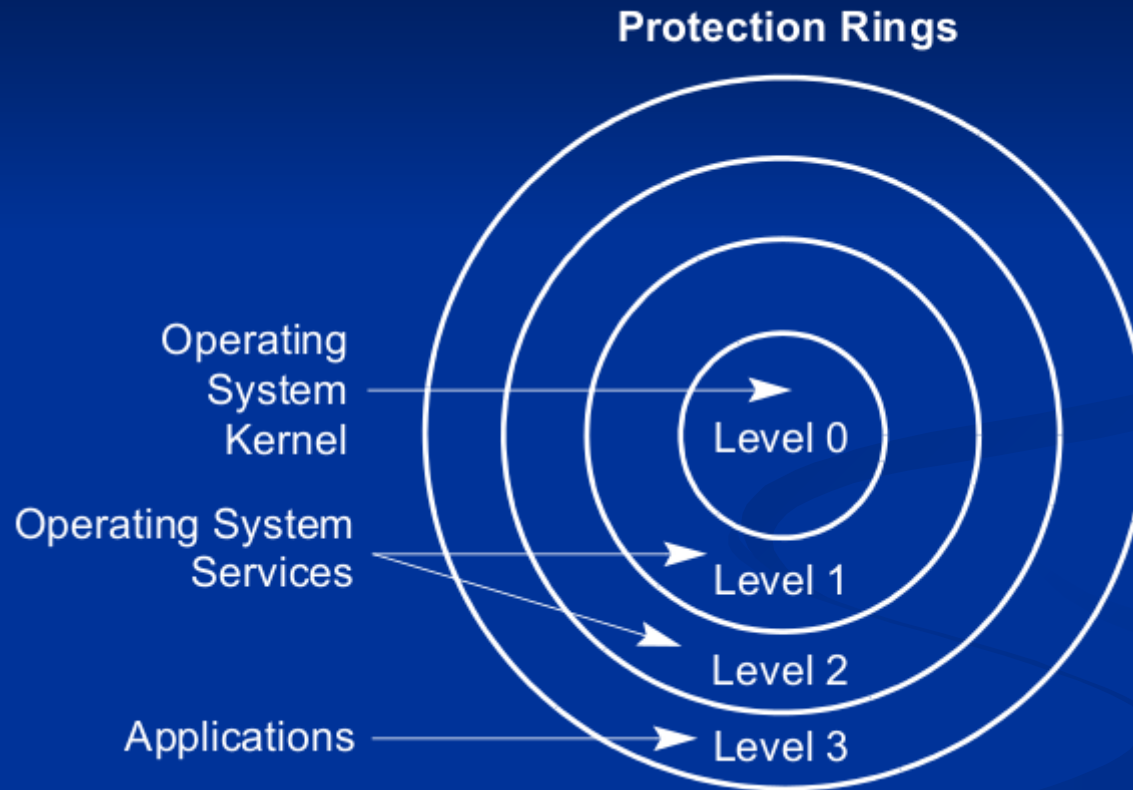 Protection Rings
Operating
System
Kernel
Level 0
Operating System
Services
Level 1
Level 2
Applications
Level 3